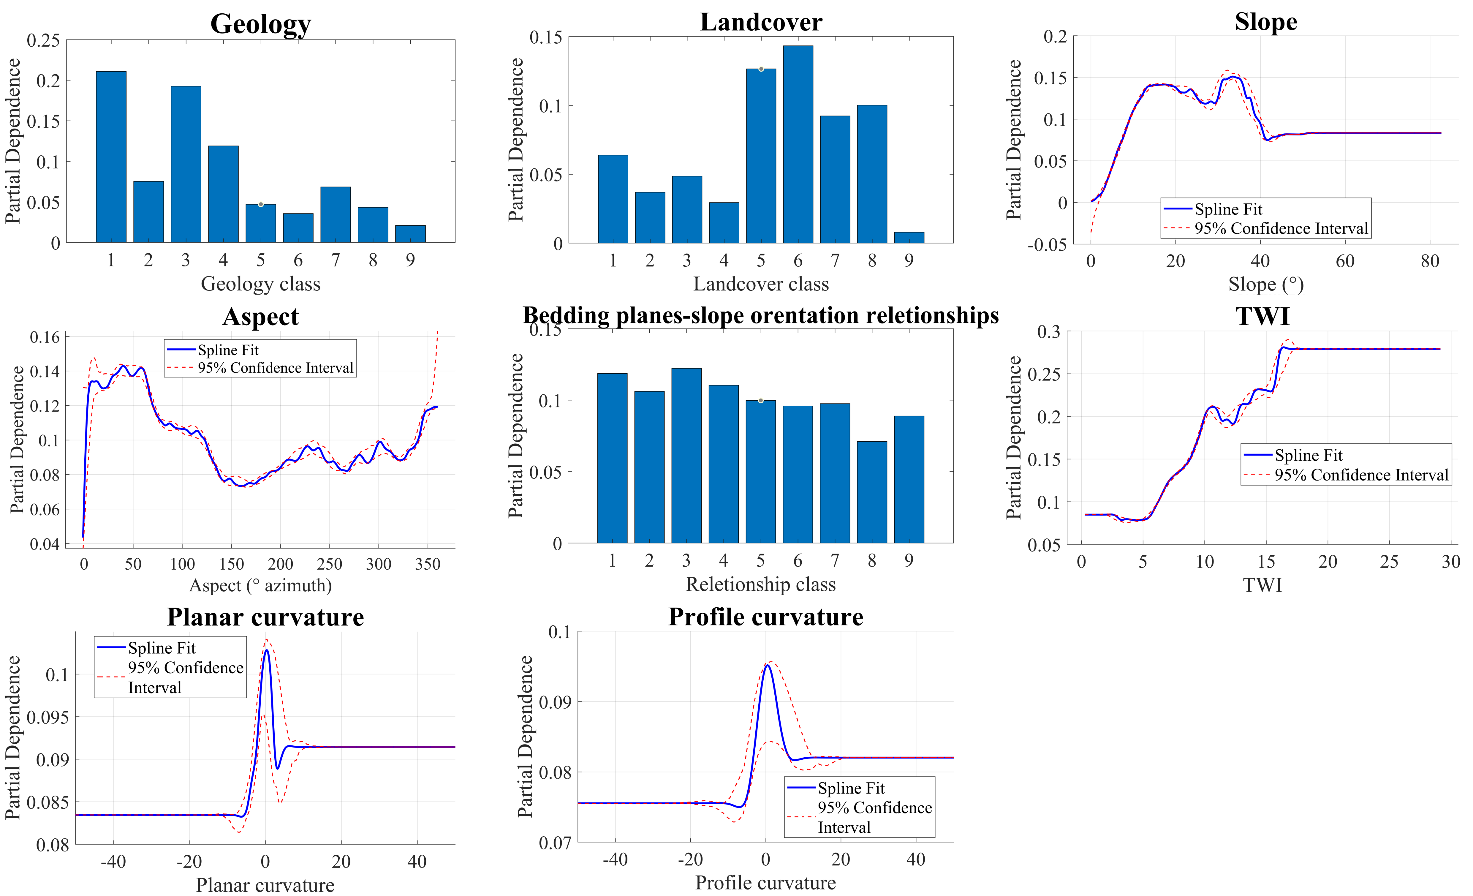 Geology
0.25
0.2
0.15
0.1
0.05
0
Partial Dependence
1 2 3 4 5 6 7 8 9
Geology class
Landcover
0.15
0.1
0.05
0
Partial Dependence
1 2 3 4 5 6 7 8 9
Landcover class
Slope
0.2
0.15
0.1
0.05
0
-0.05
Partial Dependence
Spline Fit
95% Confidence Interval
0 20 40 60 80
Slope (°)
Aspect
0.16
0.14
0.12
0.1
0.08
0.06
0.04
Partial Dependence
Spline Fit
95% Confidence Interval
0 50 100 150 200 250 300 350
Aspect (° azimuth)
Bedding planes-slope orentation reletionships
0.15
0.1
0.05
0
Partial Dependence
1 2 3 4 5 6 7 8 9
Reletionship class
TWI
0.3
0.25
0.2
0.15
0.1
0.05
Partial Dependence
Spline Fit
95% Confidence Interval
0 5 10 15 20 25 30
TWI
Planar curvature
0.1
0.095
0.09
0.085
0.08
Partial Dependence
Spline Fit
95% Confidence
Interval
-40 -20 0 20 40
Planar curvature
Profile curvature
0.1
0.09
0.08
0.07
Partial Dependence
Spline Fit
95% Confidence
Interval
-40 -20 0 20 40
Profile curvature